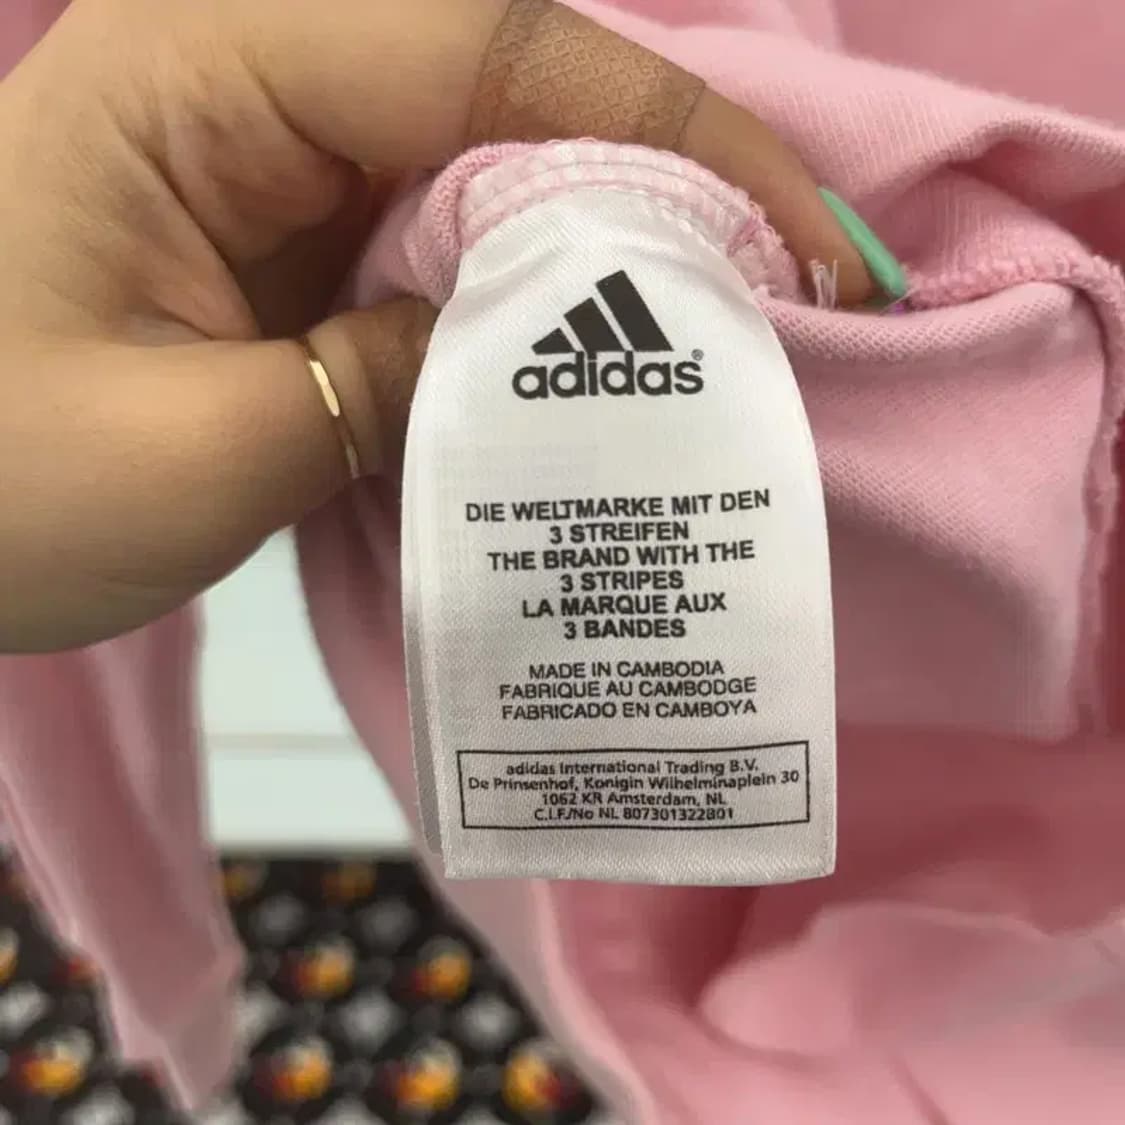 adidas®
DIE WELTMARKE MIT DEN
3 STREIFEN
THE BRAND WITH THE
3 STRIPES
LA MARQUE AUX
3 BANDES
MADE IN CAMBODIA
FABRIQUE AU CAMBODGE
FABRICADO EN CAMBOYA
adidas International Trading B.V.
De Prinsenhof, Konigin Wilhelminaplein 30
1062 KR Amsterdam, NL
C.I.F./No NL 807301322B01